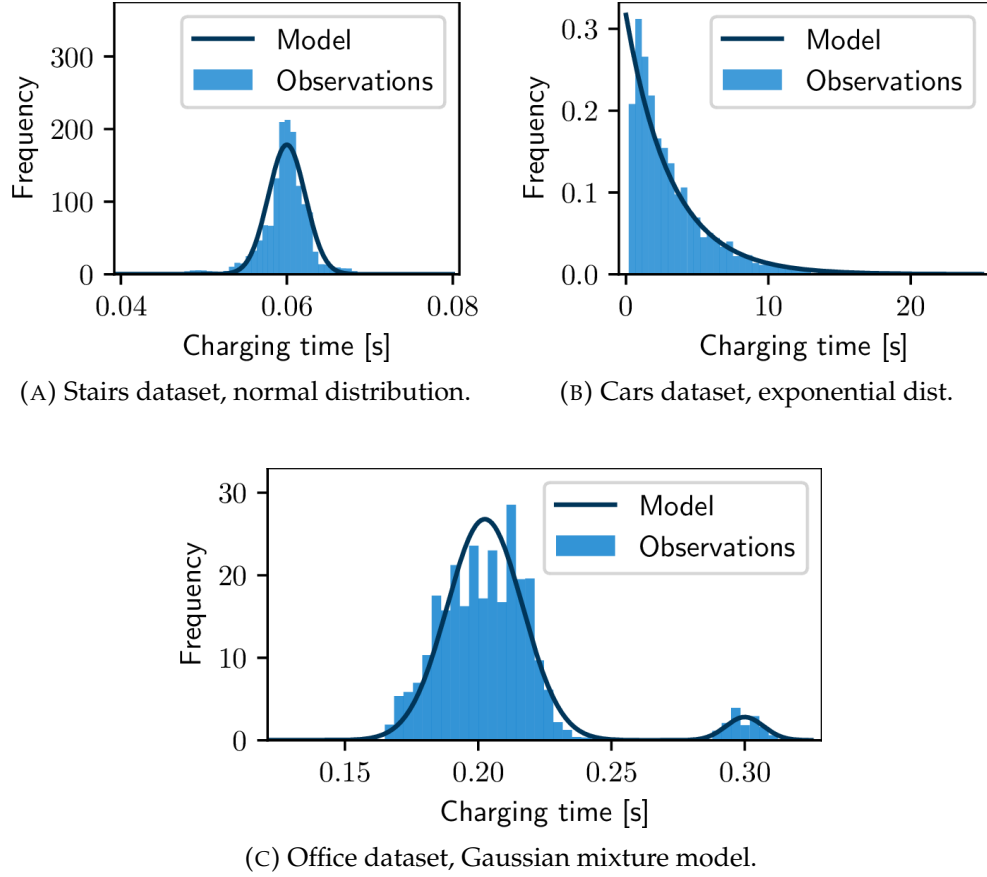 Frequency
300
200
100
0
Model
Observations
0.04
0.06
0.08
Charging time [s]
(A) Stairs dataset, normal distribution.
Frequency
0.3
0.2
0.1
0.0
Model
Observations
0
10
20
Charging time [s]
(B) Cars dataset, exponential dist.
Frequency
30
20
10
0
Model
Observations
0.15
0.20
0.25
0.30
Charging time [s]
(C) Office dataset, Gaussian mixture model.